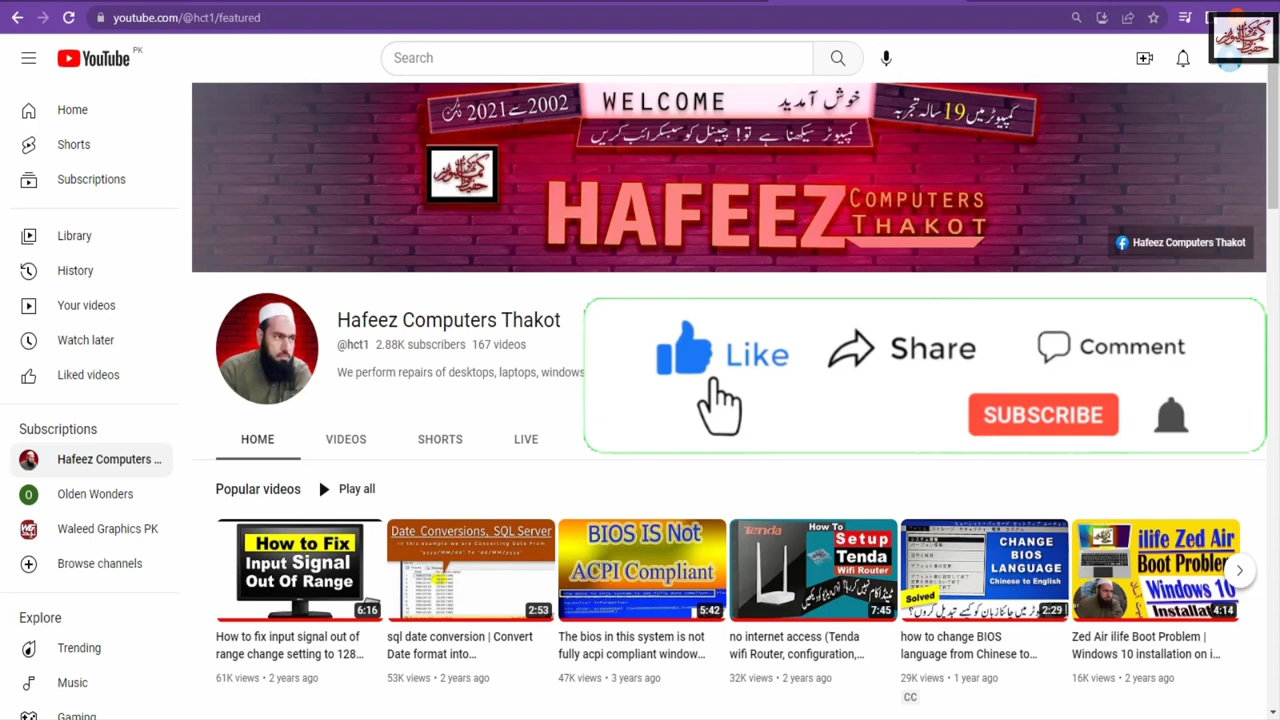 youtube.com/@hct1/featured
YouTube PK
Search
Home
Shorts
Subscriptions
Library
History
Your videos
Watch later
Liked videos
Subscriptions
Hafeez Computers ...
Olden Wonders
Waleed Graphics PK
Browse channels
Explore
Trending
Music
Gaming
2002 سے 2021 تک
WELCOME خوش آمدید
کمپیوٹر میں 19 سالہ تجربہ
کمپیوٹر سیکھنا ہے تو! چینل کو سبسکرائب کریں
HAFEEZ COMPUTERS
THAKOT
Hafeez Computers Thakot
Hafeez Computers Thakot
@hct1 2.88K subscribers 167 videos
We perform repairs of desktops, laptops, windows
Like
Share
Comment
SUBSCRIBE
HOME VIDEOS SHORTS LIVE
Popular videos Play all
How to Fix
Input Signal
Out Of Range
6:16
How to fix input signal out of
range change setting to 128...
61K views • 2 years ago
Date Conversions, SQL Server
2:53
sql date conversion | Convert
Date format into...
53K views • 2 years ago
BIOS IS Not
ACPI Compliant
5:42
The bios in this system is not
fully acpi compliant window...
47K views • 3 years ago
Tenda
How To
Setup
Tenda
Wifi Router
7:45
no internet access (Tenda
wifi Router, configuration,...
32K views • 2 years ago
CHANGE
BIOS
LANGUAGE
Chinese to English
Solved
2:29
how to change BIOS
language from Chinese to...
29K views • 1 year ago
CC
ilife Zed Air
Boot Problem
Windows 10
4:14
Zed Air ilife Boot Problem |
Windows 10 installation on i...
16K views • 2 years ago